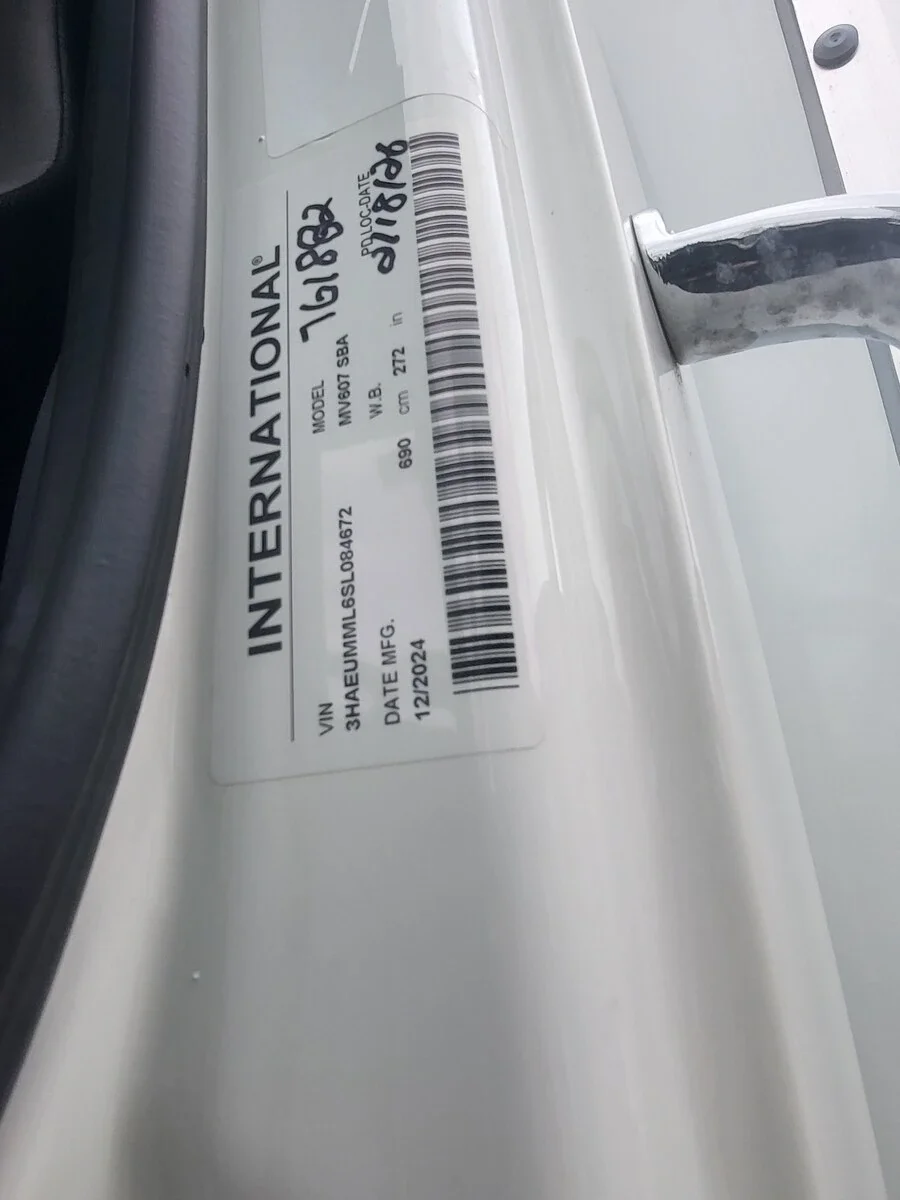 INTERNATIONAL®
VIN
3HAEUMML6SL084672
MODEL
MV607 SBA
DATE MFG.
12/2024
W.B.
690 cm 272 in
PD LOC-DATE